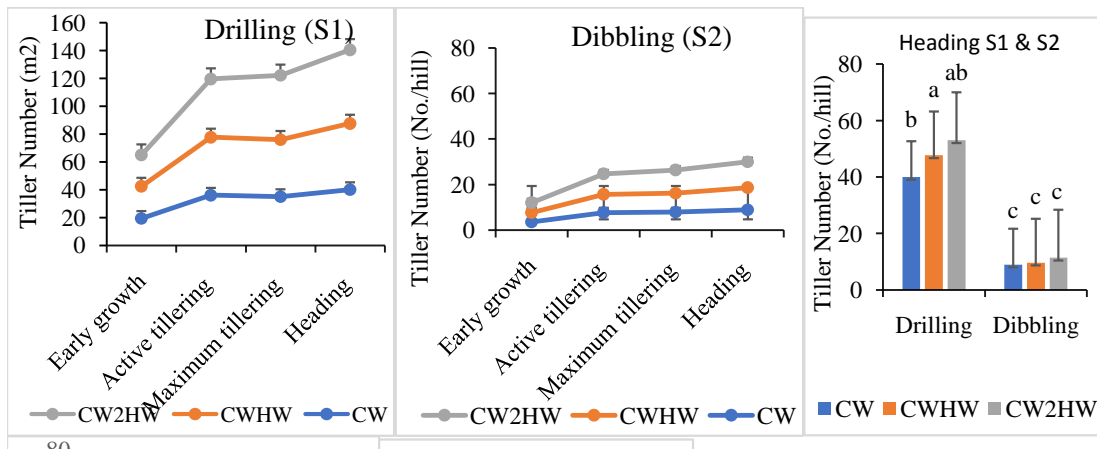 Drilling (S1)
Tiller Number (m2)
160
140
120
100
80
60
40
20
0
Early growth
Active tillering
Maximum tillering
Heading
CW2HW CWHW CW
Dibbling (S2)
Tiller Number (No./hill)
80
60
40
20
0
Early growth
Active tillering
Maximum tillering
Heading
CW2HW CWHW CW
Heading S1 & S2
Tiller Number (No./hill)
80
60
40
20
0
b a ab
c c c
Drilling Dibbling
CW CWHW CW2HW
80